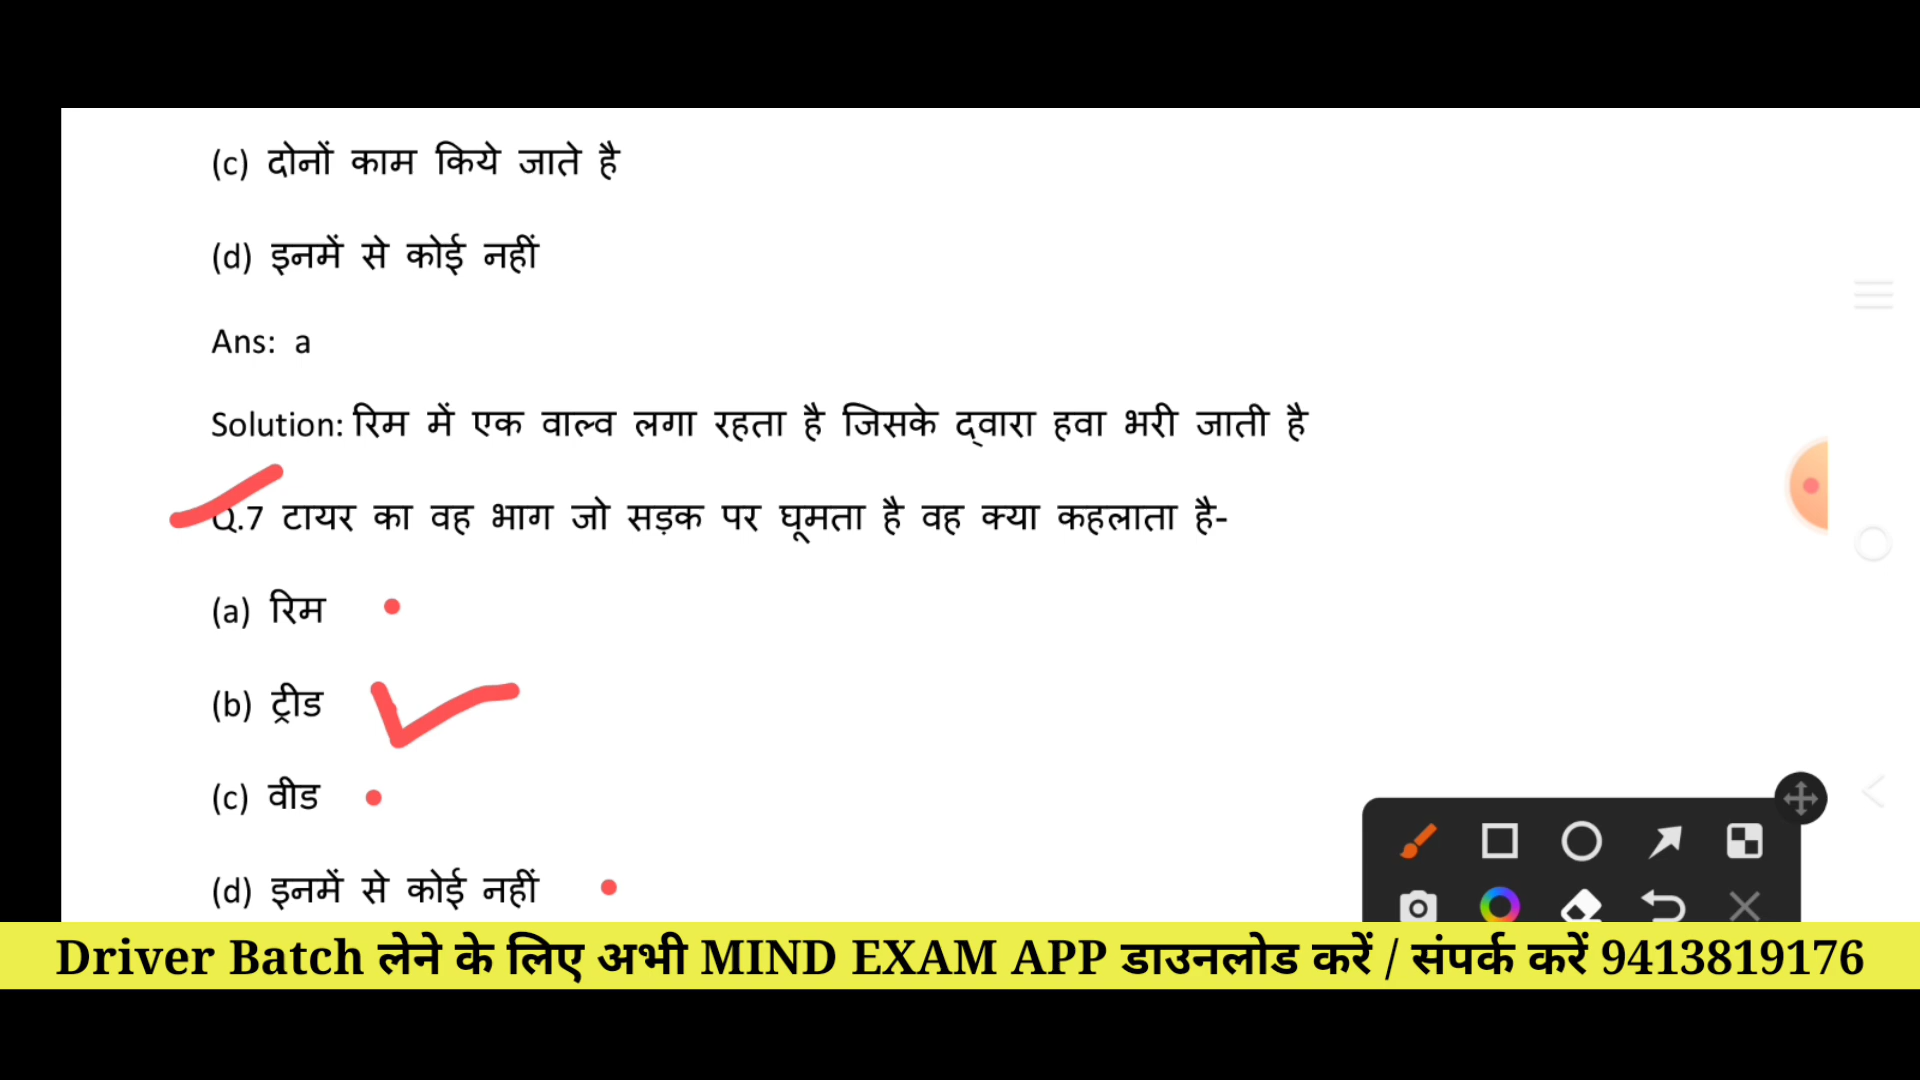 (c) दोनों काम किये जाते है
(d) इनमें से कोई नहीं
Ans: a
Solution: रिम में एक वाल्व लगा रहता है जिसके द्वारा हवा भरी जाती है
Q.7 टायर का वह भाग जो सड़क पर घूमता है वह क्या कहलाता है-
(a) रिम
(b) ट्रीड
(c) वीड
(d) इनमें से कोई नहीं
Driver Batch लेने के लिए अभी MIND EXAM APP डाउनलोड करें / संपर्क करें 9413819176